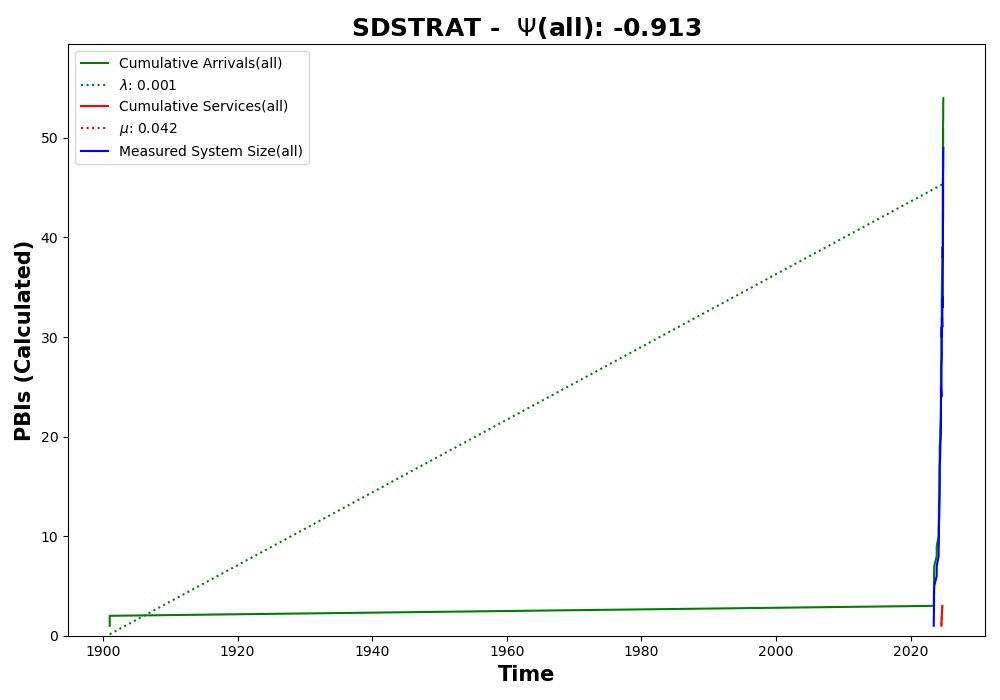 SDSTRAT - Ψ(all): -0.913
Cumulative Arrivals(all)
λ: 0.001
Cumulative Services(all)
μ: 0.042
Measured System Size(all)
PBIs (Calculated)
50
40
30
20
10
0
1900 1920 1940 1960 1980 2000 2020
Time